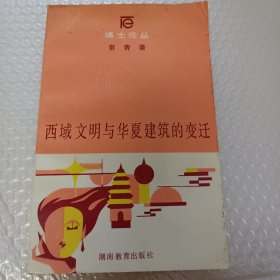 博士论丛
常青 著
西域文明与华夏建筑的变迁
湖南教育出版社